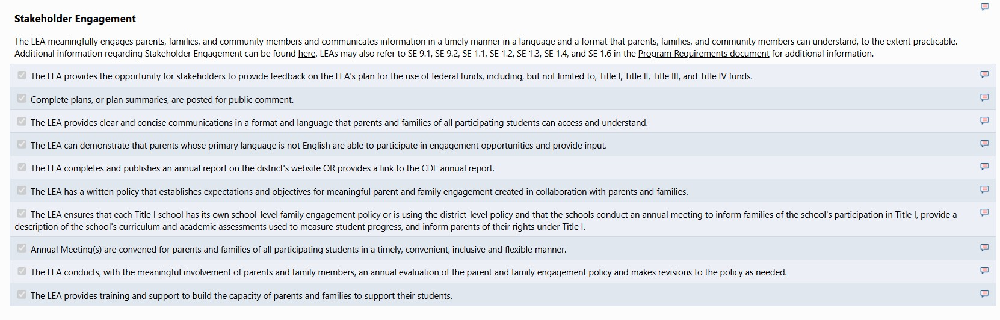 Stakeholder Engagement
The LEA meaningfully engages parents, families, and community members and communicates information in a timely manner in a language and a format that parents, families, and community members can understand, to the extent practicable.
Additional information regarding Stakeholder Engagement can be found here. LEAs may also refer to SE 9.1, SE 9.2, SE 1.1, SE 1.2, SE 1.3, SE 1.4, and SE 1.6 in the Program Requirements document for additional information.
The LEA provides the opportunity for stakeholders to provide feedback on the LEA's plan for the use of federal funds, including, but not limited to, Title I, Title II, Title III, and Title IV funds.
Complete plans, or plan summaries, are posted for public comment.
The LEA provides clear and concise communications in a format and language that parents and families of all participating students can access and understand.
The LEA can demonstrate that parents whose primary language is not English are able to participate in engagement opportunities and provide input.
The LEA completes and publishes an annual report on the district's website OR provides a link to the CDE annual report.
The LEA has a written policy that establishes expectations and objectives for meaningful parent and family engagement created in collaboration with parents and families.
The LEA ensures that each Title I school has its own school-level family engagement policy or is using the district-level policy and that the schools conduct an annual meeting to inform families of the school's participation in Title I, provide a
description of the school's curriculum and academic assessments used to measure student progress, and inform parents of their rights under Title I.
Annual Meeting(s) are convened for parents and families of all participating students in a timely, convenient, inclusive and flexible manner.
The LEA conducts, with the meaningful involvement of parents and family members, an annual evaluation of the parent and family engagement policy and makes revisions to the policy as needed.
The LEA provides training and support to build the capacity of parents and families to support their students.